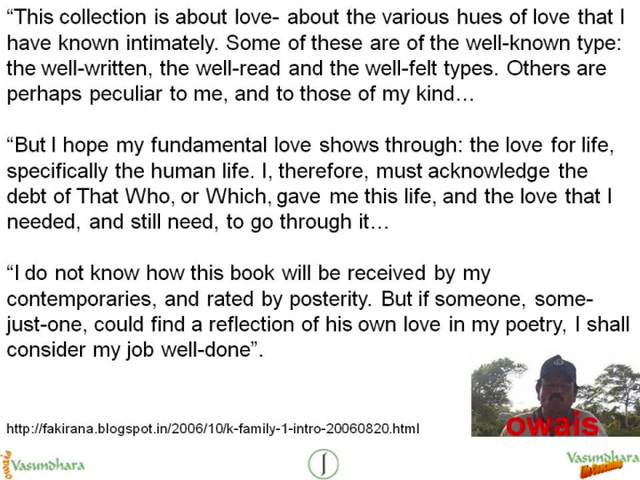 “This collection is about love- about the various hues of love that I
have known intimately. Some of these are of the well-known type:
the well-written, the well-read and the well-felt types. Others are
perhaps peculiar to me, and to those of my kind…
“But I hope my fundamental love shows through: the love for life,
specifically the human life. I, therefore, must acknowledge the
debt of That Who, or Which, gave me this life, and the love that I
needed, and still need, to go through it…
“I do not know how this book will be received by my
contemporaries, and rated by posterity. But if someone, some-
just-one, could find a reflection of his own love in my poetry, I shall
consider my job well-done”.
owais
http://fakirana.blogspot.in/2006/10/k-family-1-intro-20060820.html
owais
Vasundhara
Vasundhara